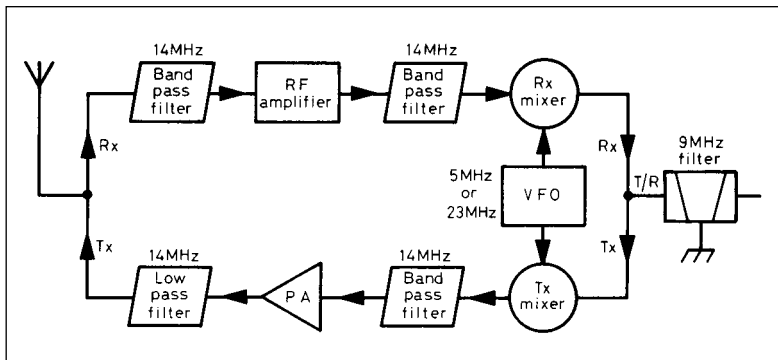 14MHz
Band
pass
filter
RF
amplifier
14MHz
Band
pass
filter
Rx
mixer
Rx
Rx
9MHz
filter
T/R
5MHz
or
23MHz
VFO
Tx
Tx
14MHz
Low
pass
filter
PA
14MHz
Band
pass
filter
Tx
mixer